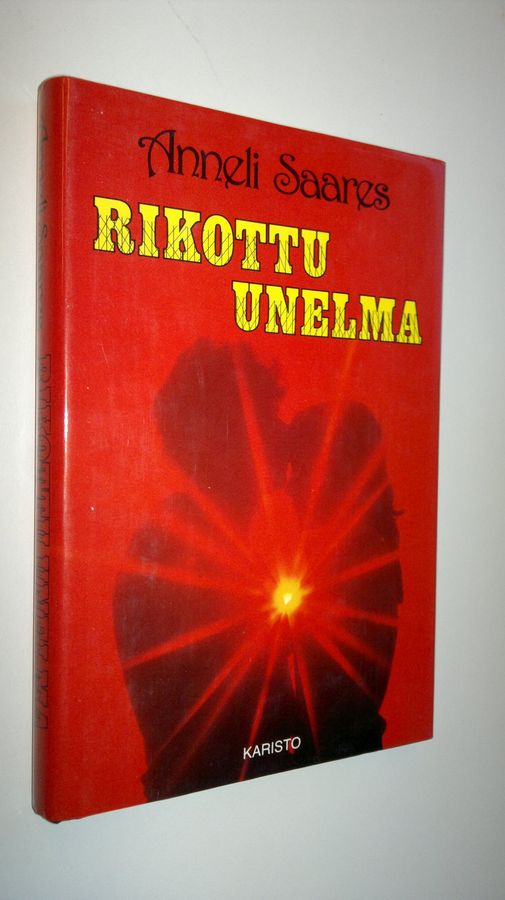 Anneli Saares
RIKOTTU
UNELMA
KARISTO